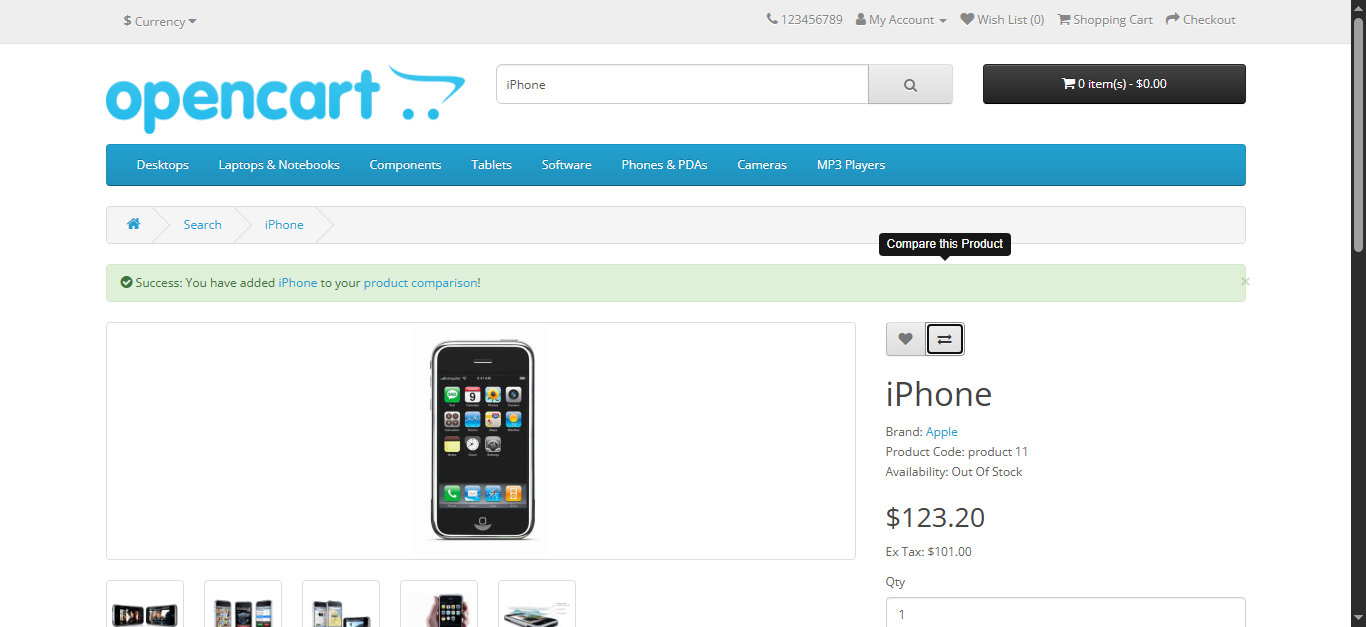 $ Currency
123456789 My Account Wish List (0) Shopping Cart Checkout
opencart
iPhone
0 item(s) - $0.00
Desktops Laptops & Notebooks Components Tablets Software Phones & PDAs Cameras MP3 Players
Search iPhone
Compare this Product
Success: You have added iPhone to your product comparison!
×
iPhone
Brand: Apple
Product Code: product 11
Availability: Out Of Stock
$123.20
Ex Tax: $101.00
Qty
1